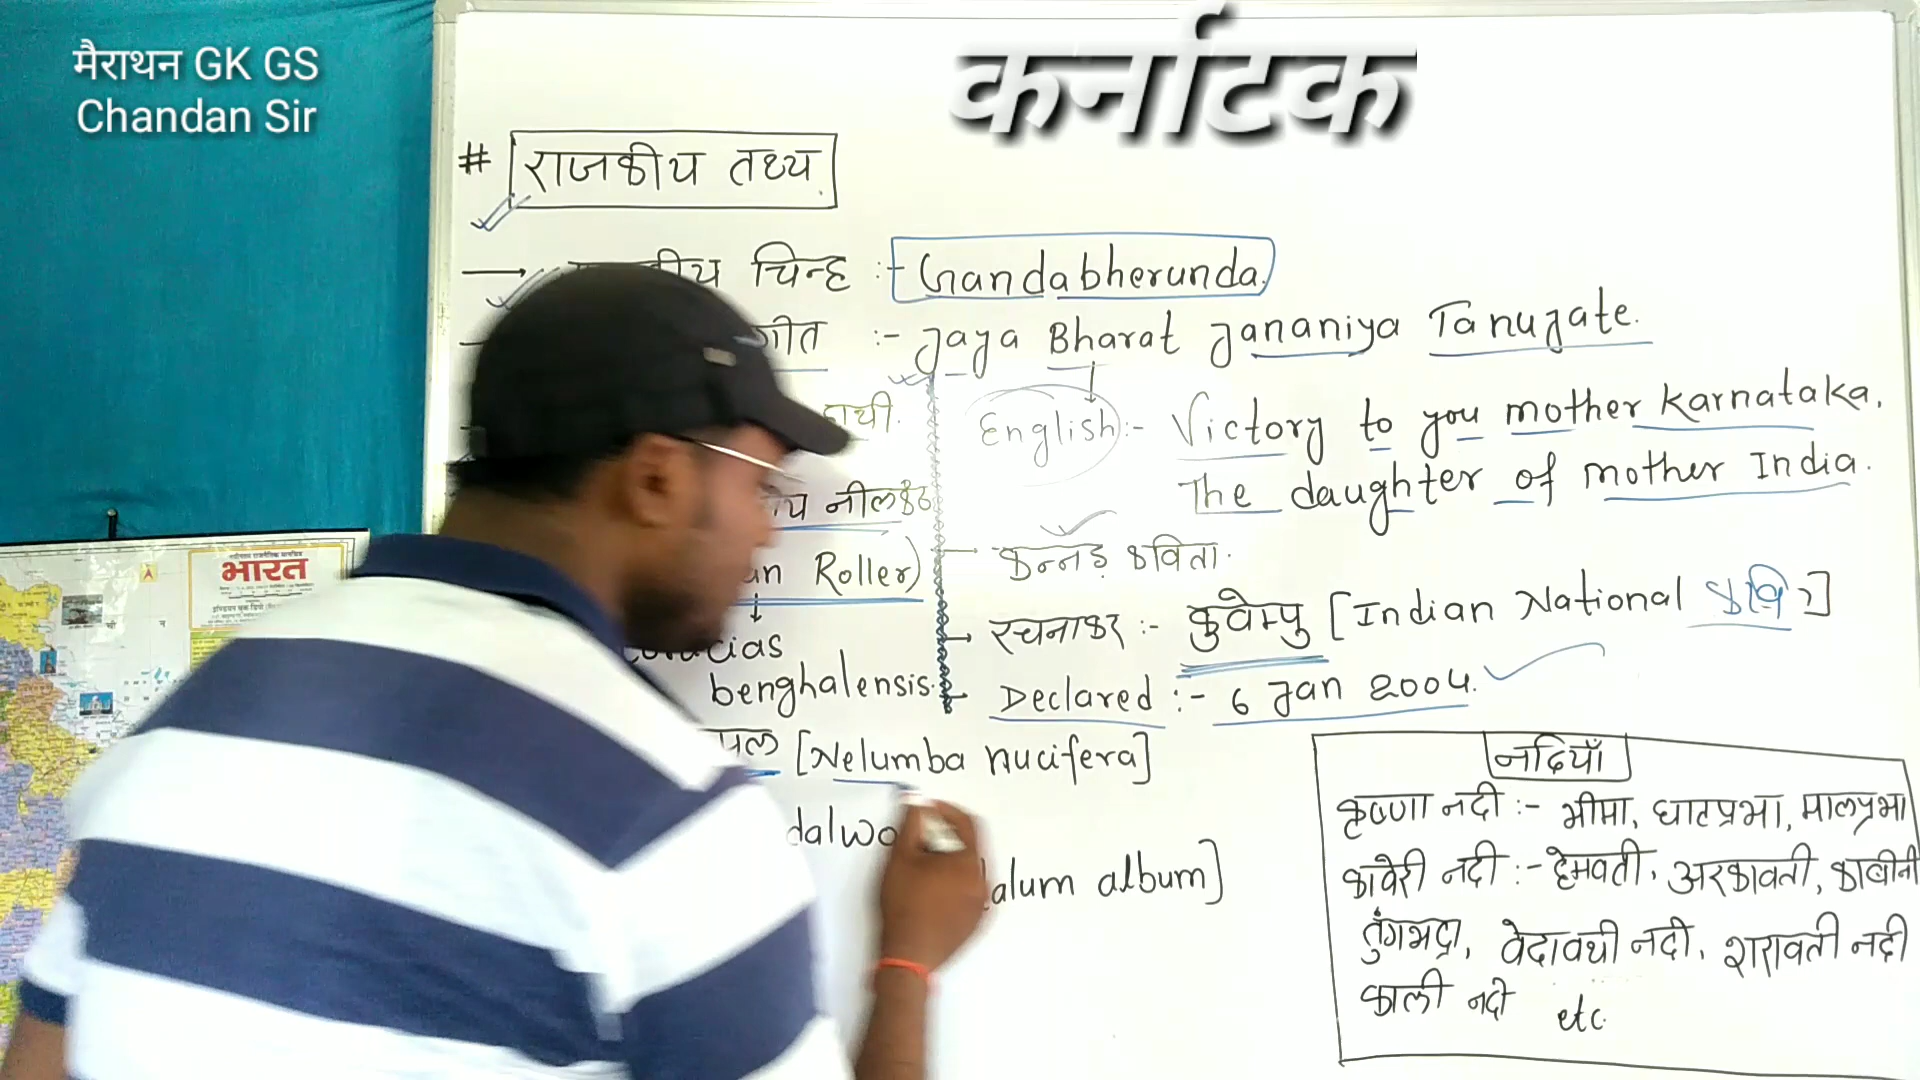 मैराथन GK GS
Chandan Sir
कर्नाटक
# राजकीय तथ्य
चिन्ह :- Gandabherunda.
गीत :- Jaya Bharat Jananiya Tanujate.
हाथी.
English :- Victory to you mother Karnataka.
The daughter of mother India.
नीलकंठ
Roller)
benghalensis.
→ कन्नड़ कविता.
→ रचनाकार :- कुवेम्पु [Indian National कवि]
→ Declared :- 6 Jan 2004.
[Nelumba nucifera]
album]
नदियाँ
कृष्णा नदी :- भीमा, घाटप्रभा, मालप्रभा
कावेरी नदी :- हेमवती, अरकावती, काबीनी
तुंगभद्रा, वेदावथी नदी, शरावती नदी
काली नदी etc.
भारत